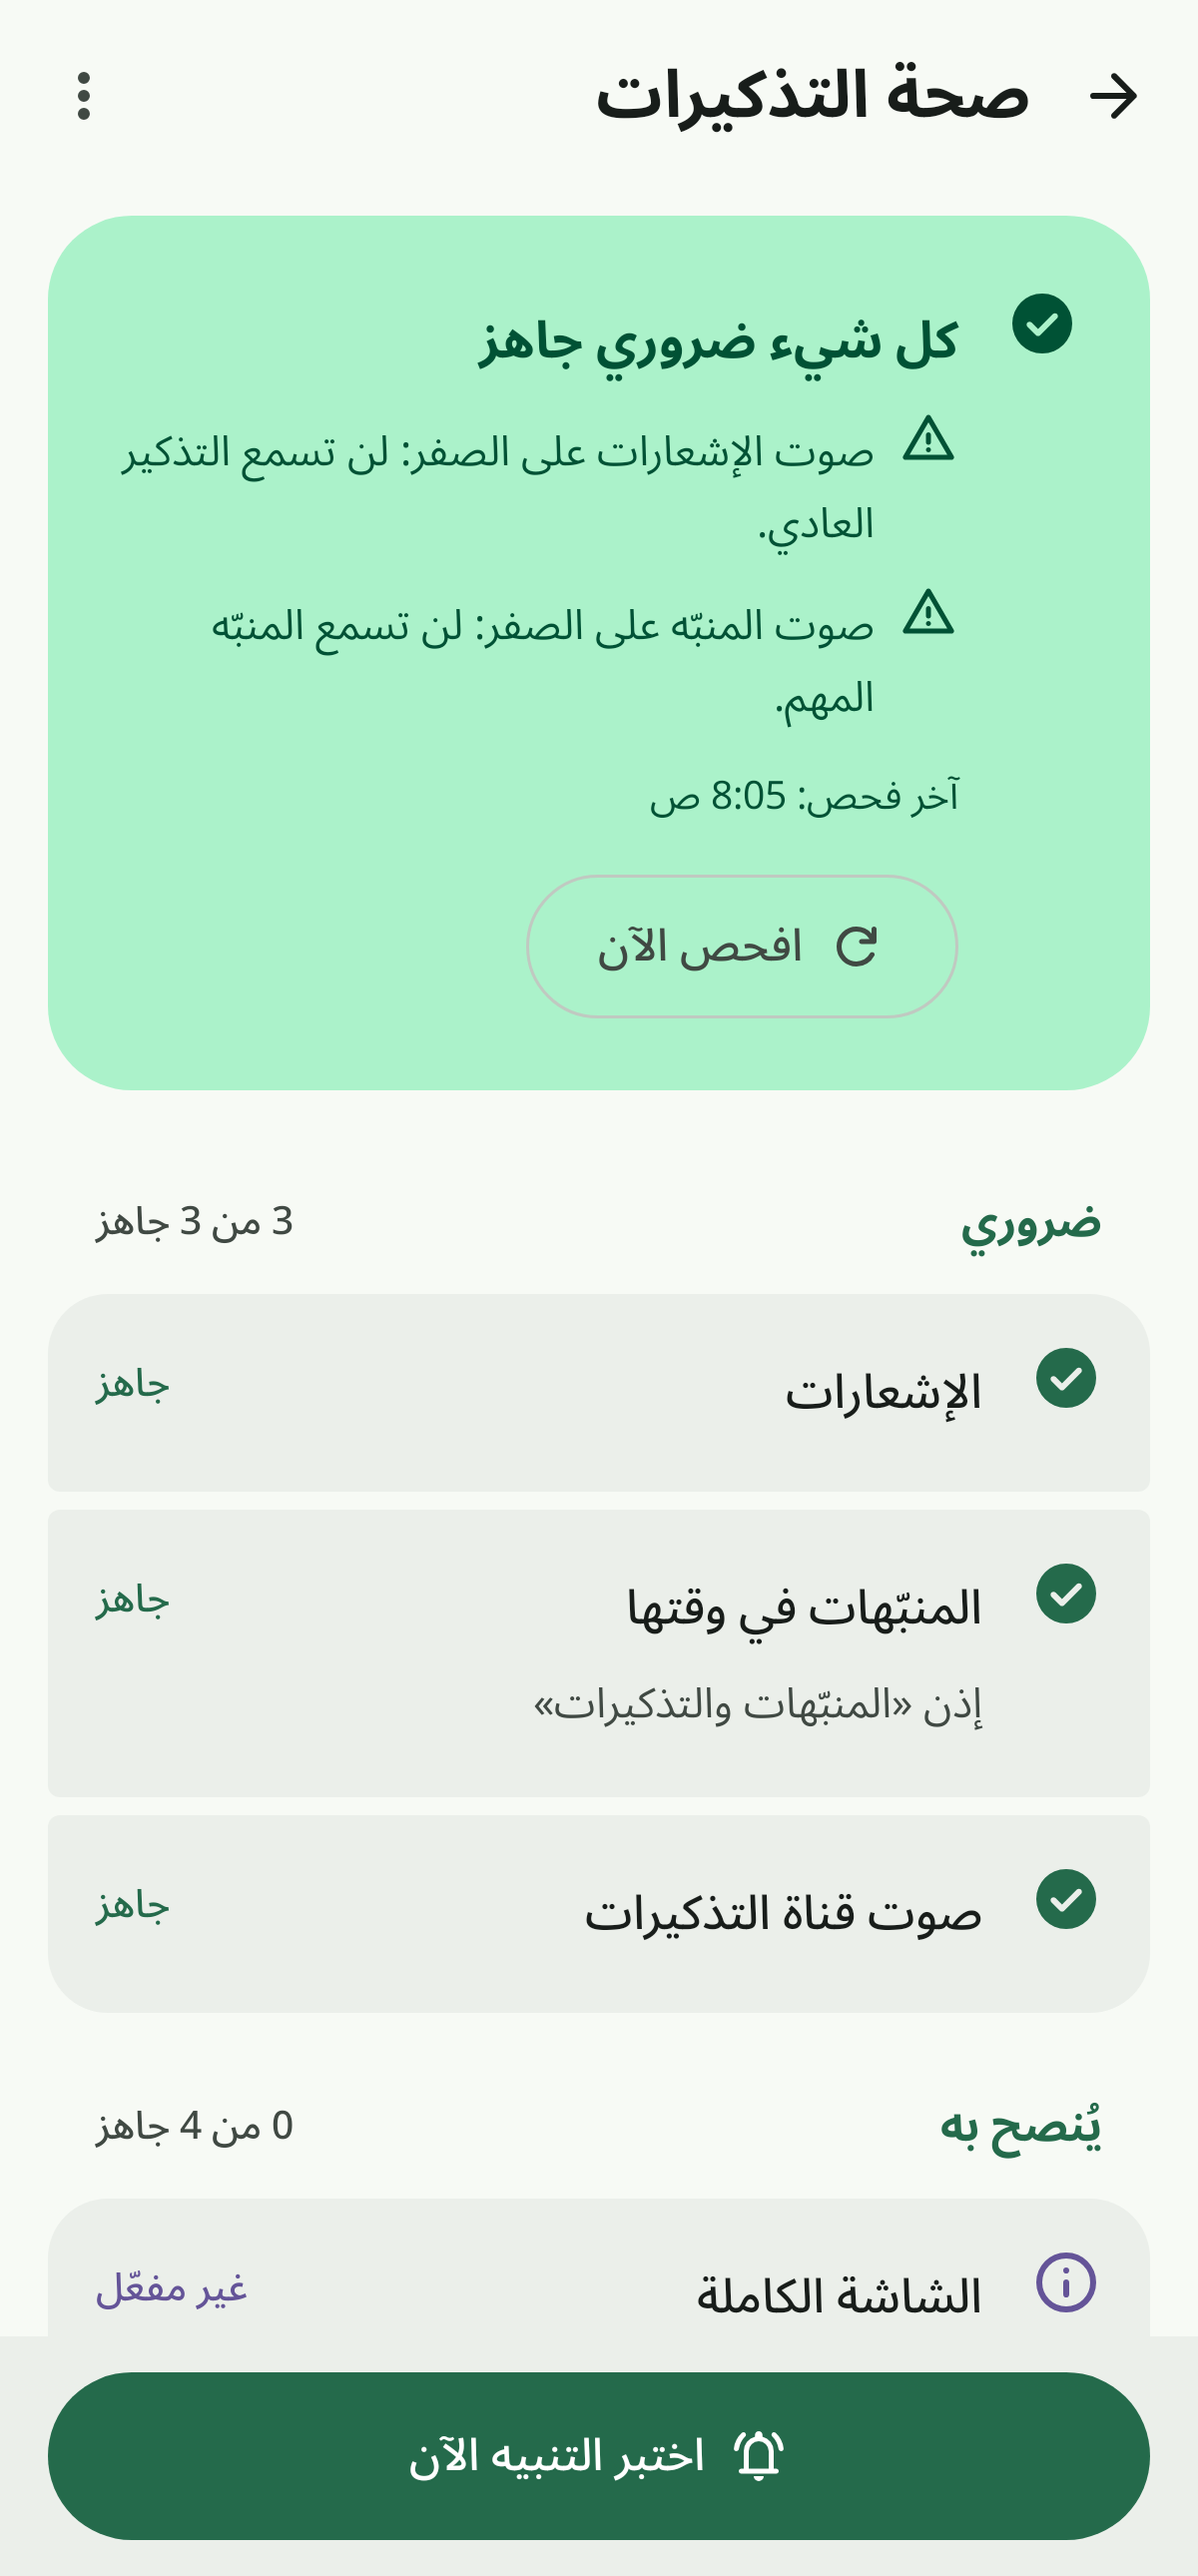 صحة التذكيرات
كل شيء ضروري جاهز
صوت الإشعارات على الصفر: لن تسمع التذكير
العادي.
صوت المنبّه على الصفر: لن تسمع المنبّه
المهم.
آخر فحص: 8:05 ص
افحص الآن
ضروري
3 من 3 جاهز
الإشعارات
جاهز
المنبّهات في وقتها
جاهز
إذن «المنبّهات والتذكيرات»
صوت قناة التذكيرات
جاهز
يُنصح به
0 من 4 جاهز
الشاشة الكاملة
غير مفعّل
اختبر التنبيه الآن